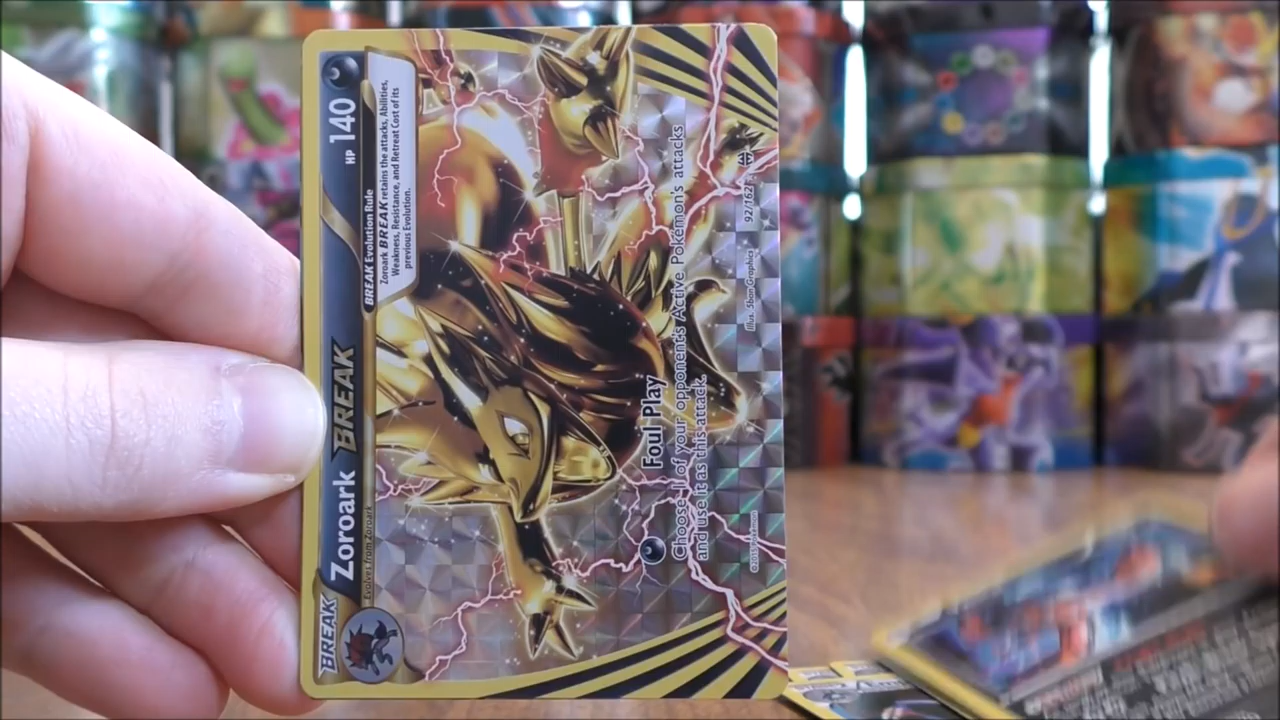 BREAK
Zoroark BREAK
HP 140
Evolves from Zoroark
BREAK Evolution Rule
Zoroark BREAK retains the attacks, Abilities,
Weakness, Resistance, and Retreat Cost of its
previous Evolution.
Foul Play
Choose 1 of your opponent's Active Pokémon's attacks
and use it as this attack.
©2015 Pokémon
Illus. 5ban Graphics
92/162